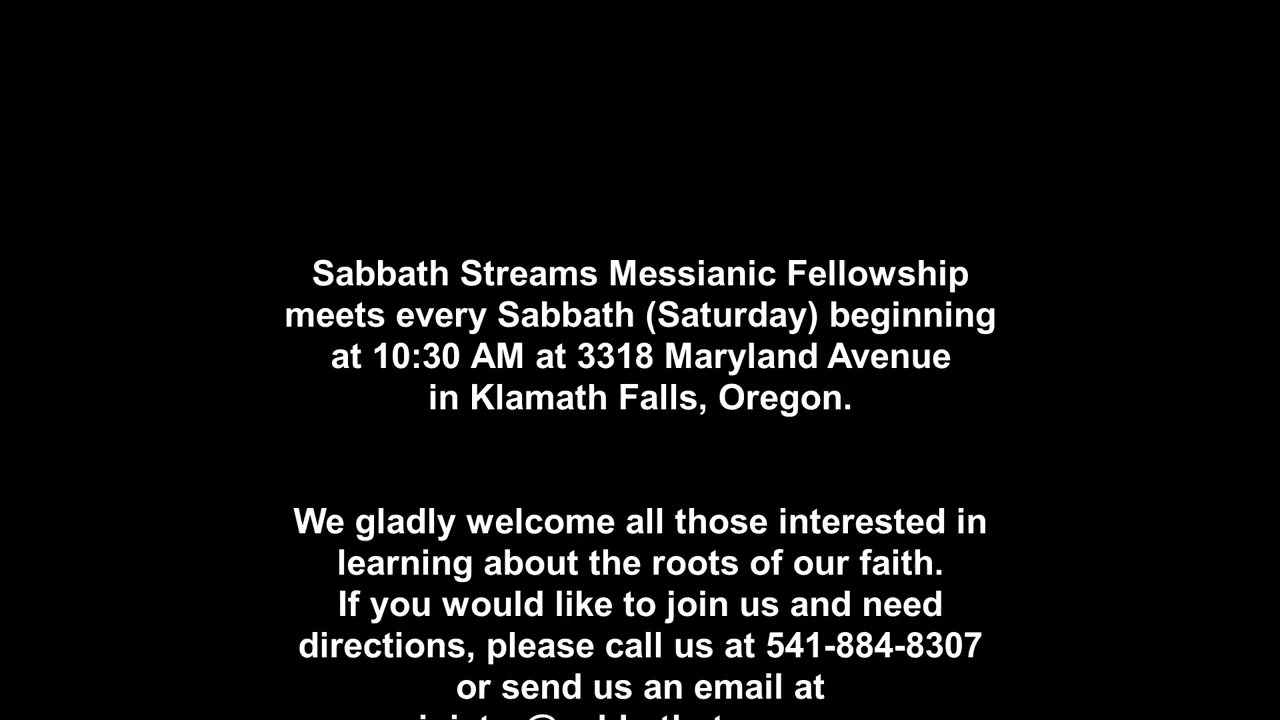 Sabbath Streams Messianic Fellowship
meets every Sabbath (Saturday) beginning
at 10:30 AM at 3318 Maryland Avenue
in Klamath Falls, Oregon.
We gladly welcome all those interested in
learning about the roots of our faith.
If you would like to join us and need
directions, please call us at 541-884-8307
or send us an email at